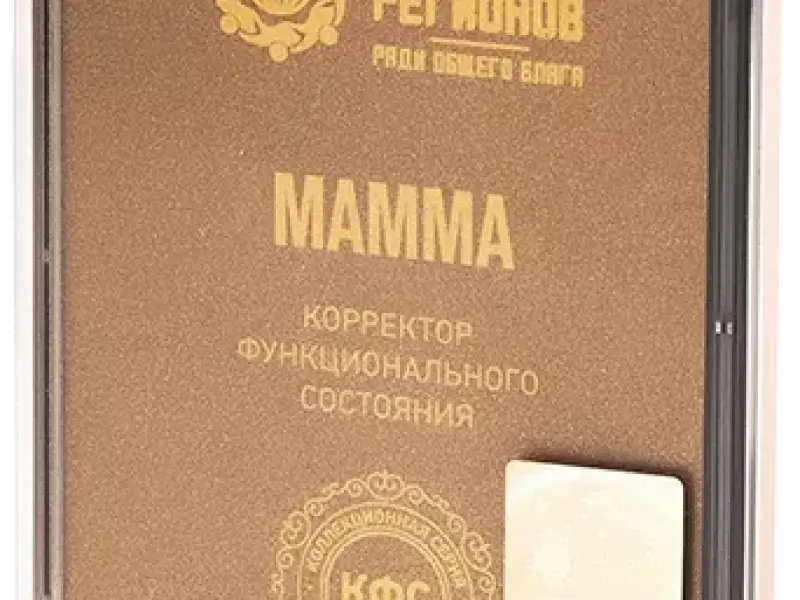 РЕГИОНОВ
РАДИ ОБЩЕГО БЛАГА
МАММА
КОРРЕКТОР
ФУНКЦИОНАЛЬНОГО
СОСТОЯНИЯ
КОЛЛЕКЦИОННАЯ СЕРИЯ
КФС